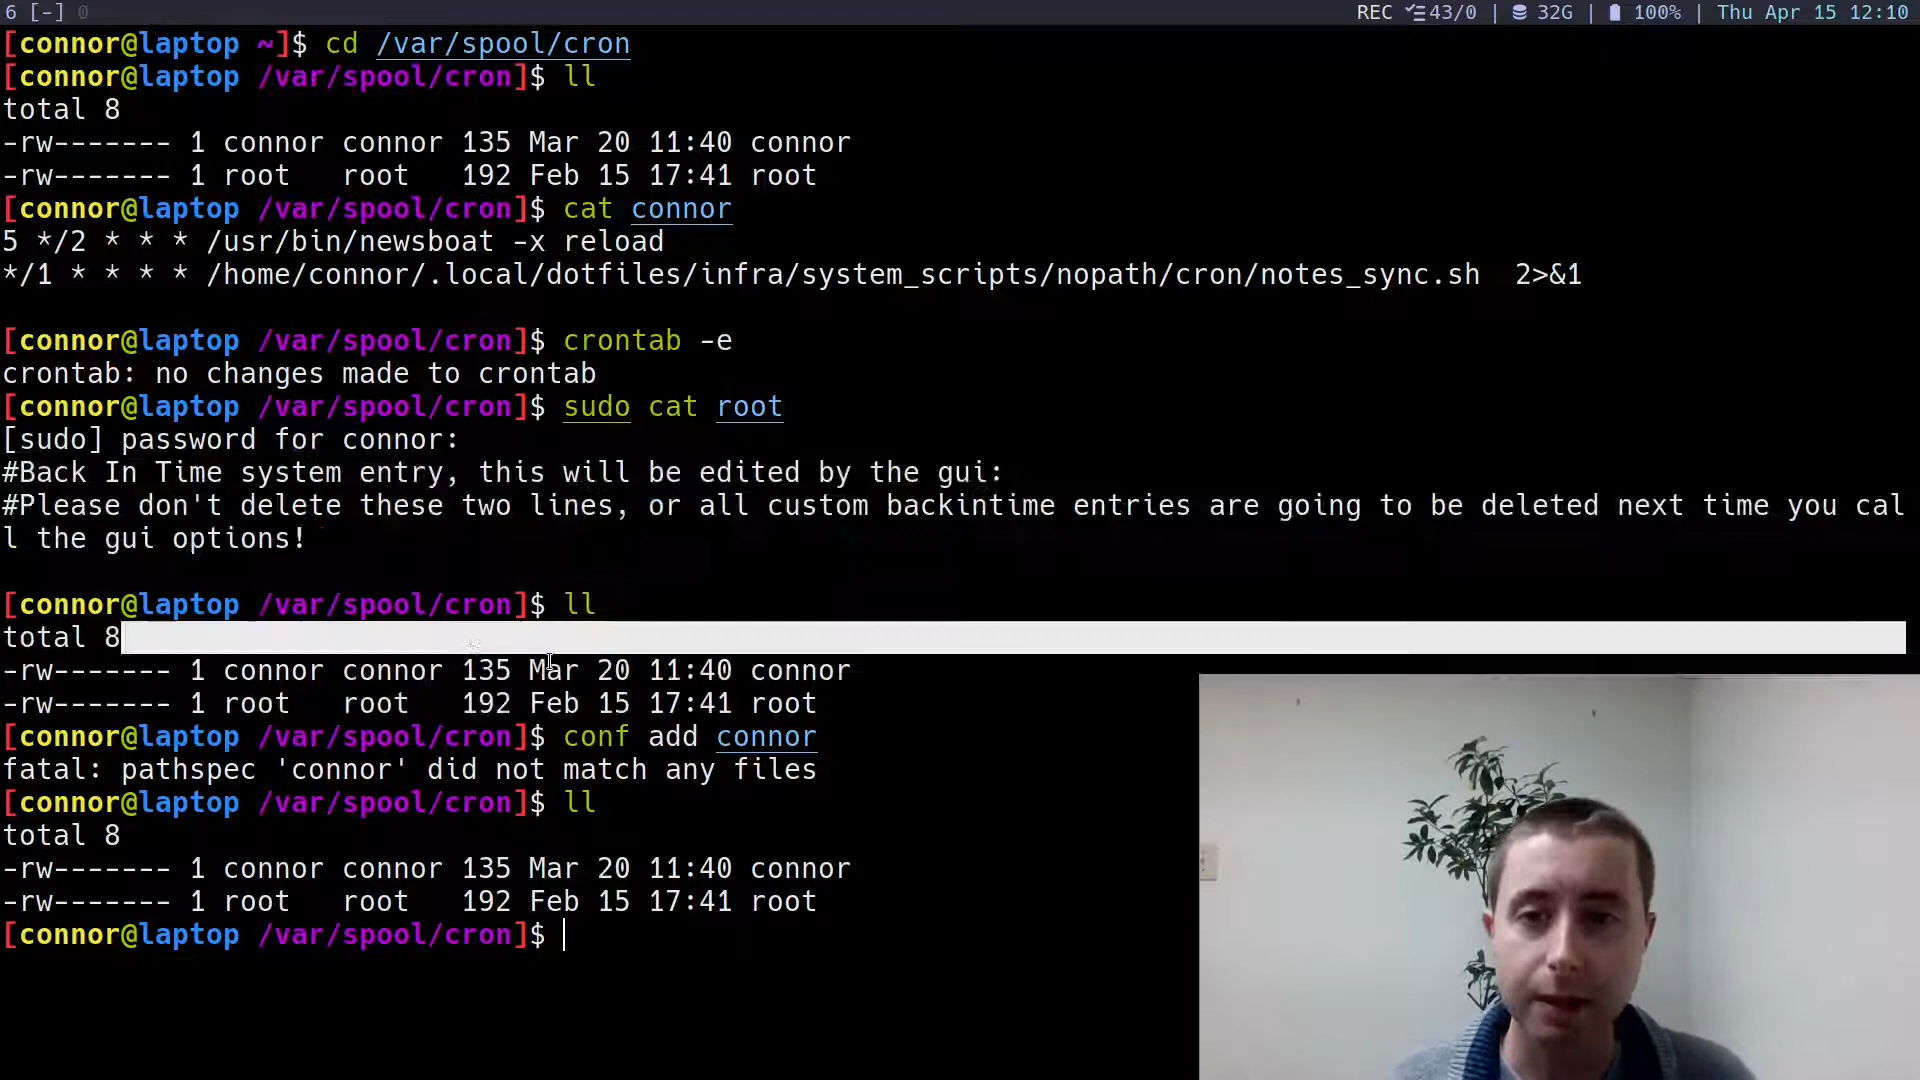 6 [-] 0 REC 43/0 | 32G | 100% | Thu Apr 15 12:10
[connor@laptop ~]$ cd /var/spool/cron
[connor@laptop /var/spool/cron]$ ll
total 8
-rw------- 1 connor connor 135 Mar 20 11:40 connor
-rw------- 1 root   root   192 Feb 15 17:41 root
[connor@laptop /var/spool/cron]$ cat connor
5 */2 * * * /usr/bin/newsboat -x reload
*/1 * * * * /home/connor/.local/dotfiles/infra/system_scripts/nopath/cron/notes_sync.sh  2>&1
[connor@laptop /var/spool/cron]$ crontab -e
crontab: no changes made to crontab
[connor@laptop /var/spool/cron]$ sudo cat root
[sudo] password for connor:
#Back In Time system entry, this will be edited by the gui:
#Please don't delete these two lines, or all custom backintime entries are going to be deleted next time you cal
l the gui options!
[connor@laptop /var/spool/cron]$ ll
total 8
-rw------- 1 connor connor 135 Mar 20 11:40 connor
-rw------- 1 root   root   192 Feb 15 17:41 root
[connor@laptop /var/spool/cron]$ conf add connor
fatal: pathspec 'connor' did not match any files
[connor@laptop /var/spool/cron]$ ll
total 8
-rw------- 1 connor connor 135 Mar 20 11:40 connor
-rw------- 1 root   root   192 Feb 15 17:41 root
[connor@laptop /var/spool/cron]$